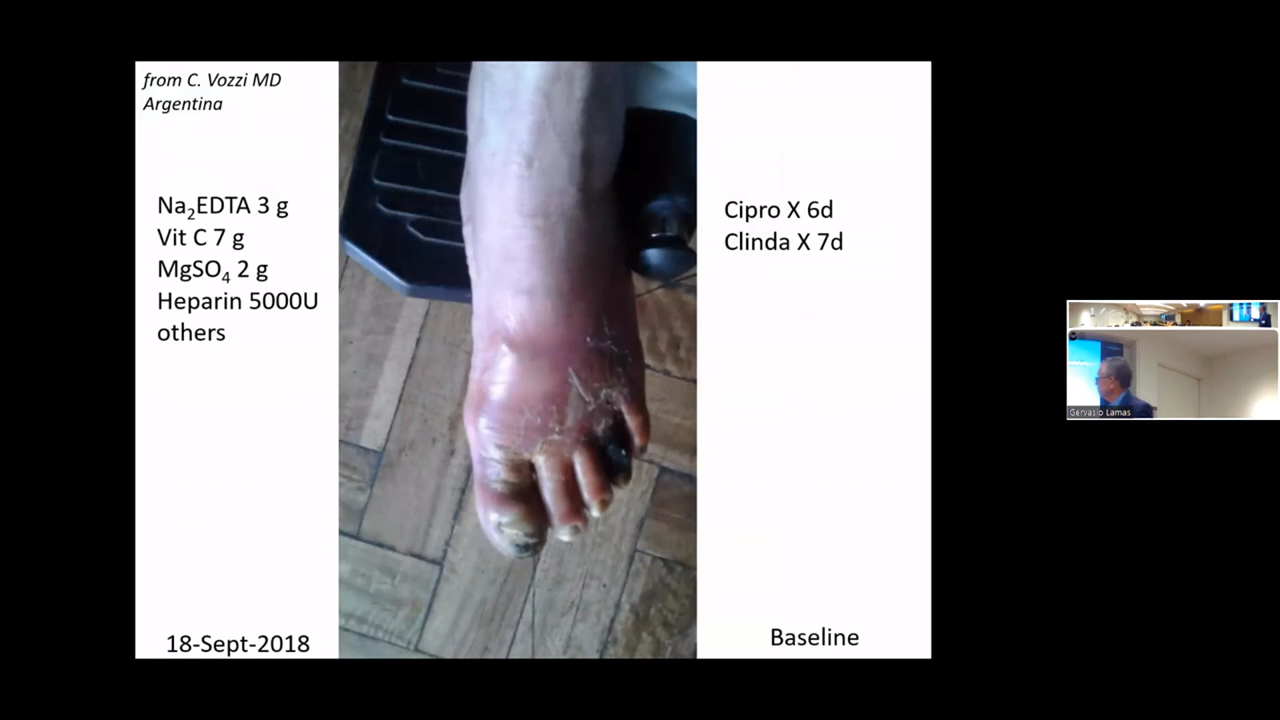 from C. Vozzi MD
Argentina
Na₂EDTA 3 g
Vit C 7 g
MgSO₄ 2 g
Heparin 5000U
others
18-Sept-2018
Cipro X 6d
Clinda X 7d
Baseline
Gervasio Lamas